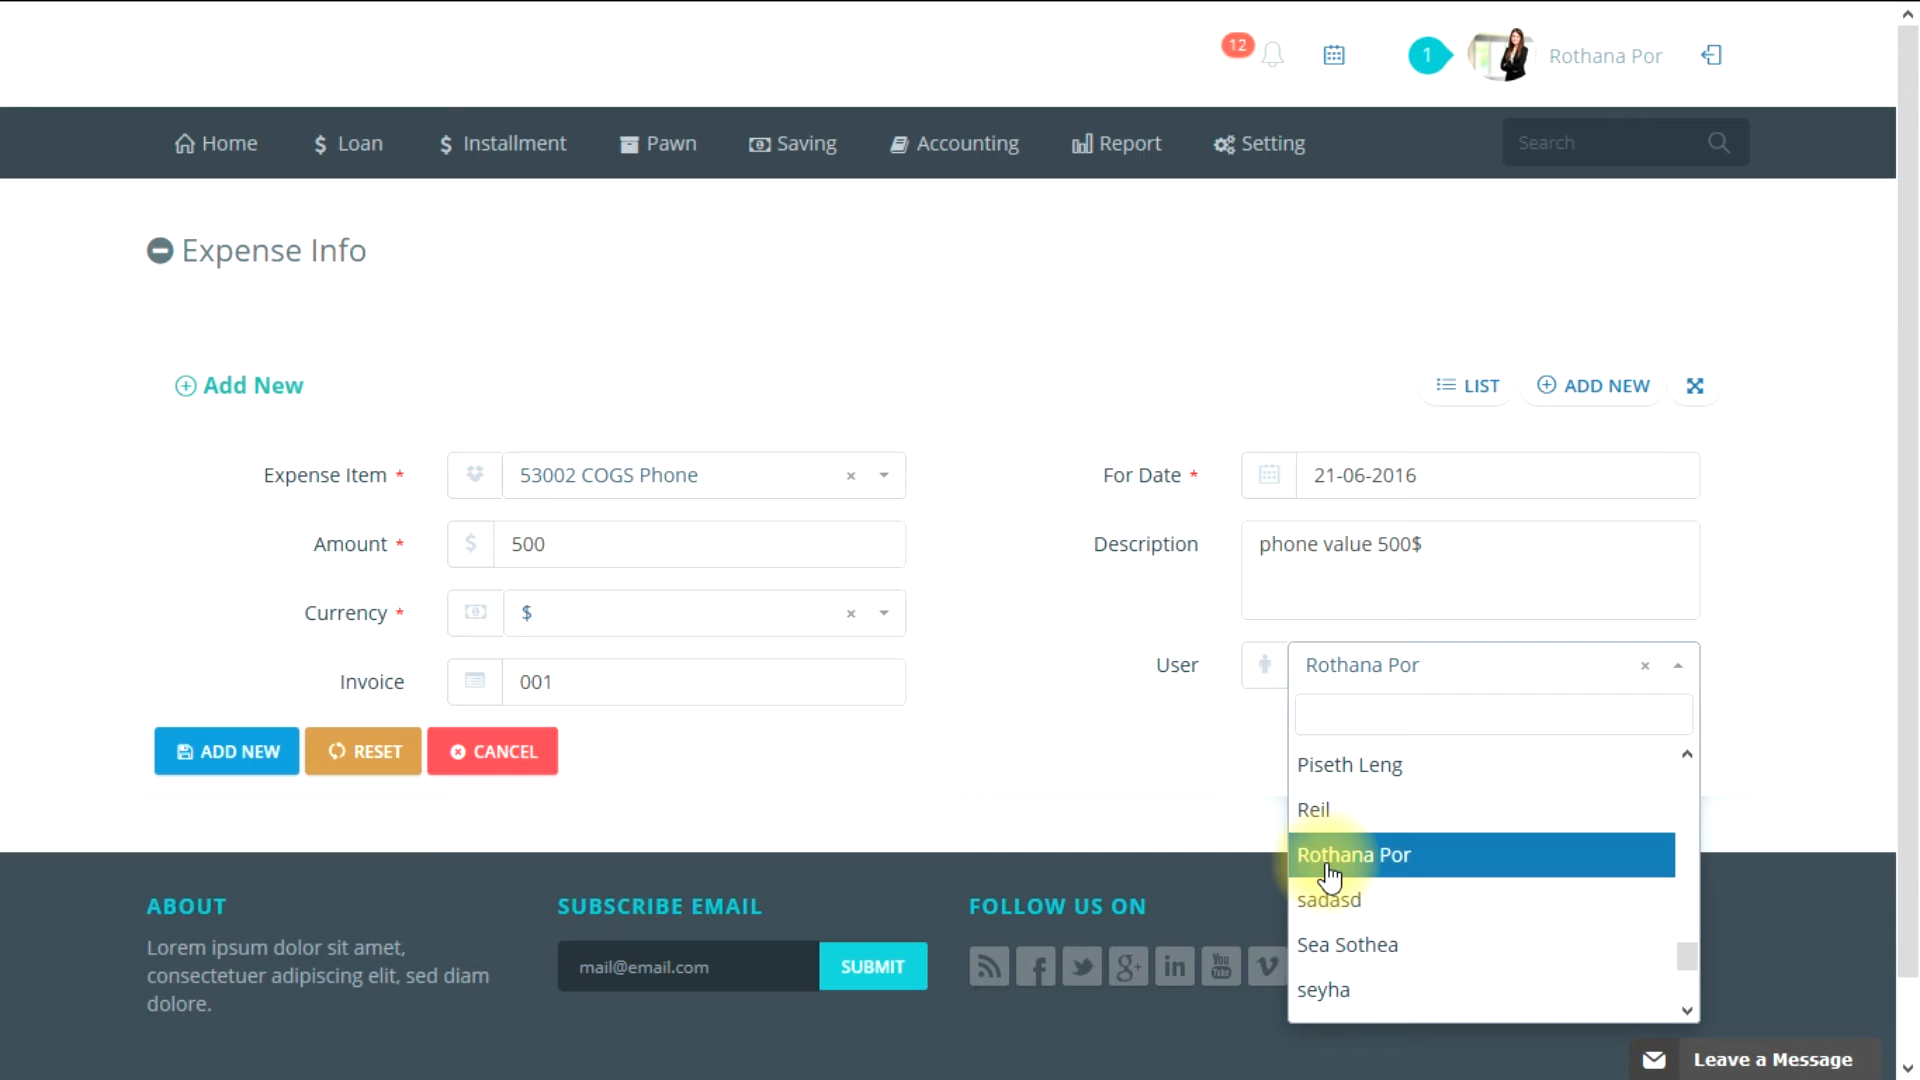 12
1
Rothana Por
Home
Loan
Installment
Pawn
Saving
Accounting
Report
Setting
Search
Expense Info
Add New
LIST
ADD NEW
Expense Item *
53002 COGS Phone
× 
For Date *
21-06-2016
Amount *
$
500
Description
phone value 500$
Currency *
$
×
Invoice
001
User
Rothana Por
×
ADD NEW
RESET
CANCEL
Piseth Leng
Reil
Rothana Por
sadasd
Sea Sothea
seyha
ABOUT
Lorem ipsum dolor sit amet,
consectetuer adipiscing elit, sed diam
dolore.
SUBSCRIBE EMAIL
mail@email.com
SUBMIT
FOLLOW US ON
g+
in
You
Tube
Leave a Message